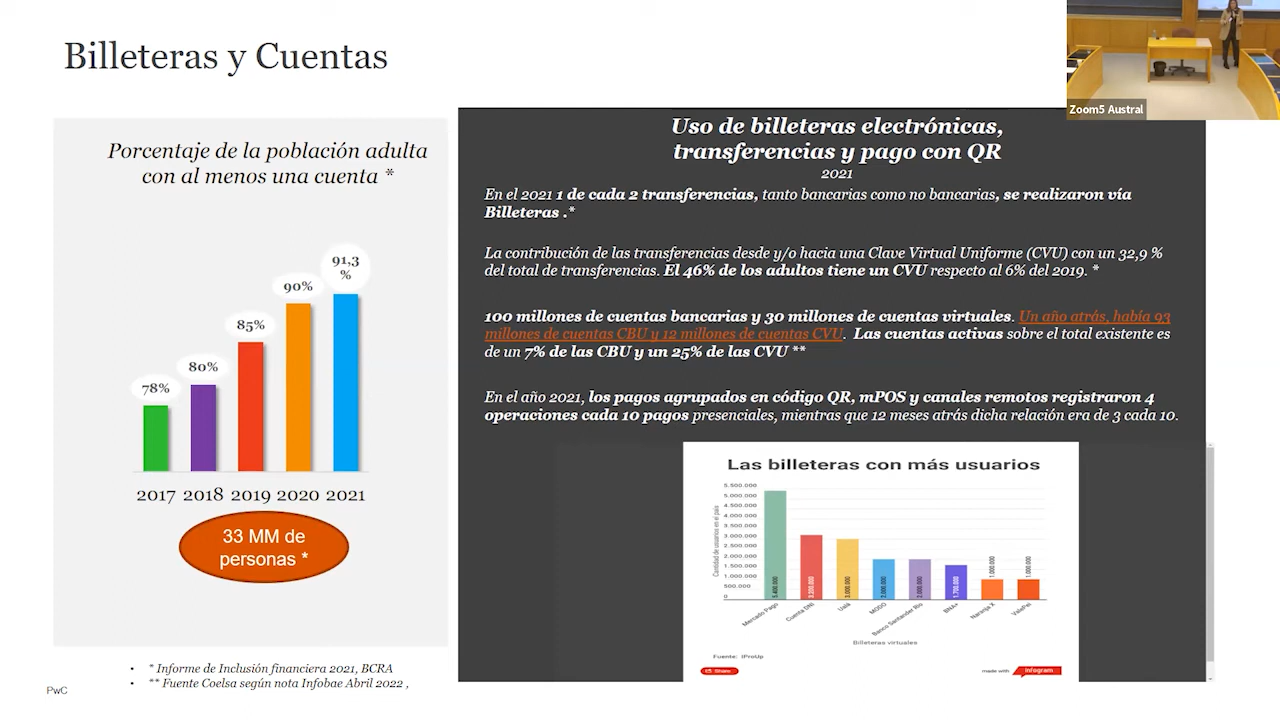 Billeteras y Cuentas
Zoom5 Austral
Porcentaje de la población adulta
con al menos una cuenta *
78%
80%
85%
90%
91,3
%
2017 2018 2019 2020 2021
33 MM de
personas *
Uso de billeteras electrónicas,
transferencias y pago con QR
2021
En el 2021 1 de cada 2 transferencias, tanto bancarias como no bancarias, se realizaron vía
Billeteras .*
La contribución de las transferencias desde y/o hacia una Clave Virtual Uniforme (CVU) con un 32,9 %
del total de transferencias. El 46% de los adultos tiene un CVU respecto al 6% del 2019. *
100 millones de cuentas bancarias y 30 millones de cuentas virtuales. Un año atrás, había 93
millones de cuentas CBU y 12 millones de cuentas CVU. Las cuentas activas sobre el total existente es
de un 7% de las CBU y un 25% de las CVU **
En el año 2021, los pagos agrupados en código QR, mPOS y canales remotos registraron 4
operaciones cada 10 pagos presenciales, mientras que 12 meses atrás dicha relación era de 3 cada 10.
Las billeteras con más usuarios
Cantidad de usuarios en el país
5.500.000
5.000.000
4.500.000
4.000.000
3.500.000
3.000.000
2.500.000
2.000.000
1.500.000
1.000.000
500.000
0
5.400.000
3.200.000
3.000.000
2.000.000
2.000.000
1.700.000
1.000.000
1.000.000
Mercado Pago
Cuenta DNI
Ualá
MODO
Banco Santander Río
BNA+
Naranja X
ValePei
Billeteras virtuales
Fuente: iProUp
Share
made with infogram
• * Informe de Inclusión financiera 2021, BCRA
• ** Fuente Coelsa según nota Infobae Abril 2022 ,
PwC